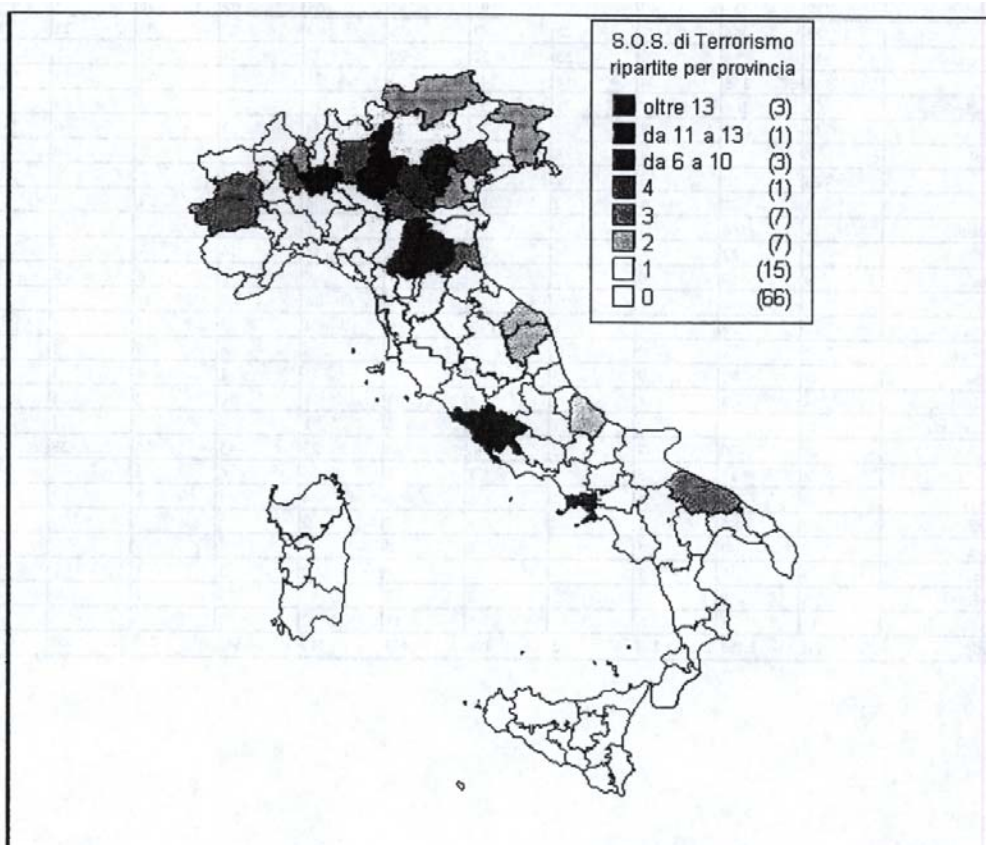 S.O.S. di Terrorismo
ripartite per provincia
oltre 13 (3)
da 11 a 13 (1)
da 6 a 10 (3)
4 (1)
3 (7)
2 (7)
1 (15)
0 (66)